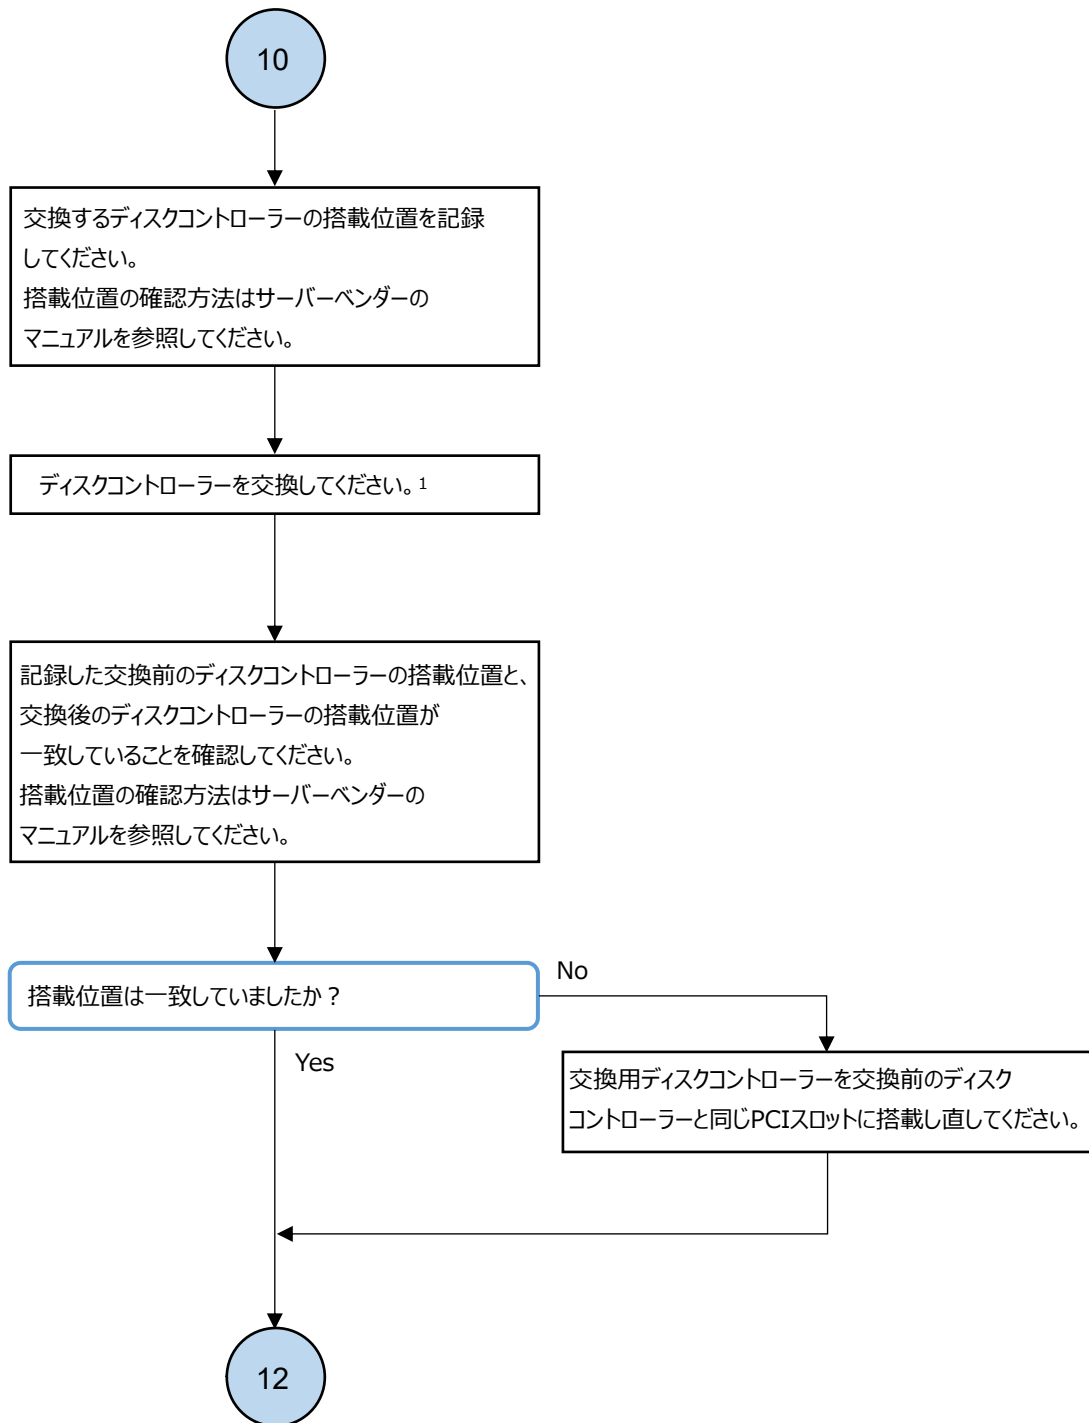 10
交換するディスクコントローラーの搭載位置を記録
してください。
搭載位置の確認方法はサーバーベンダーの
マニュアルを参照してください。
ディスクコントローラーを交換してください。1
記録した交換前のディスクコントローラーの搭載位置と、
交換後のディスクコントローラーの搭載位置が
一致していることを確認してください。
搭載位置の確認方法はサーバーベンダーの
マニュアルを参照してください。
搭載位置は一致していましたか？
No
Yes
交換用ディスクコントローラーを交換前のディスク
コントローラーと同じPCIスロットに搭載し直してください。
12